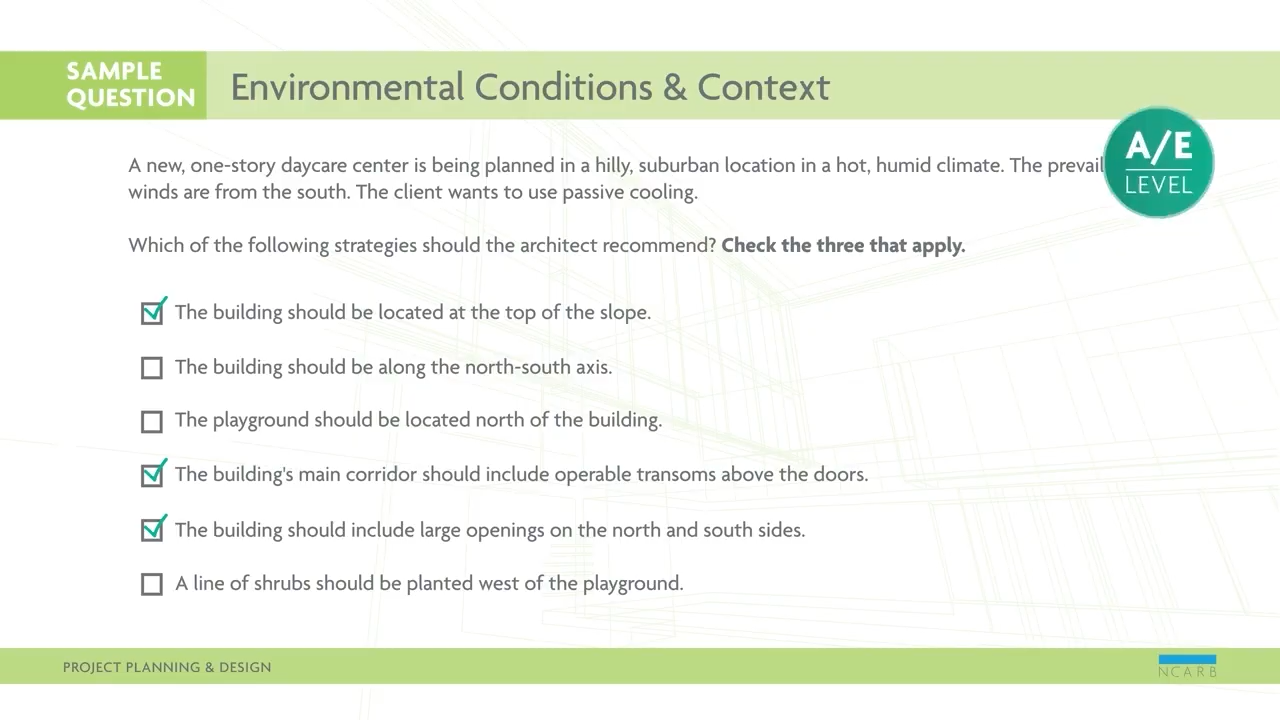 SAMPLE
QUESTION
Environmental Conditions & Context
A/E
LEVEL
A new, one-story daycare center is being planned in a hilly, suburban location in a hot, humid climate. The prevail
winds are from the south. The client wants to use passive cooling.
Which of the following strategies should the architect recommend? Check the three that apply.
The building should be located at the top of the slope.
The building should be along the north-south axis.
The playground should be located north of the building.
The building's main corridor should include operable transoms above the doors.
The building should include large openings on the north and south sides.
A line of shrubs should be planted west of the playground.
PROJECT PLANNING & DESIGN
NCARB